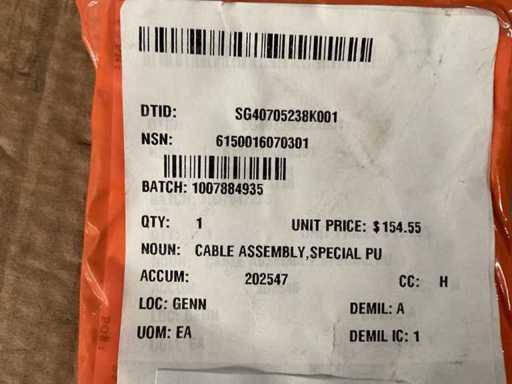 DTID: SG40705238K001
NSN: 6150016070301
BATCH: 1007884935
QTY: 1 UNIT PRICE: $154.55
NOUN: CABLE ASSEMBLY,SPECIAL PU
ACCUM: 202547 CC: H
LOC: GENN DEMIL: A
UOM: EA DEMIL IC: 1